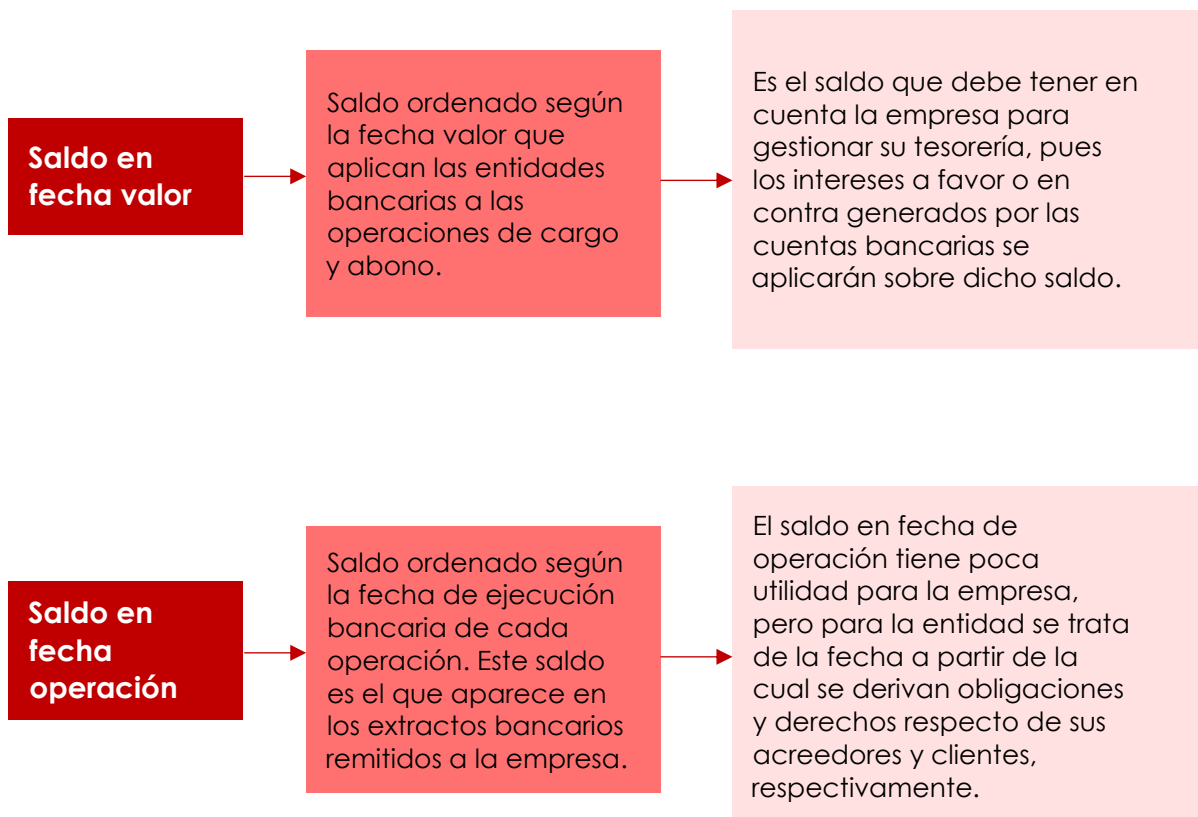 Saldo en
fecha valor
Saldo ordenado según
la fecha valor que
aplican las entidades
bancarias a las
operaciones de cargo
y abono.
Es el saldo que debe tener en
cuenta la empresa para
gestionar su tesorería, pues
los intereses a favor o en
contra generados por las
cuentas bancarias se
aplicarán sobre dicho saldo.
Saldo en
fecha
operación
Saldo ordenado según
la fecha de ejecución
bancaria de cada
operación. Este saldo
es el que aparece en
los extractos bancarios
remitidos a la empresa.
El saldo en fecha de
operación tiene poca
utilidad para la empresa,
pero para la entidad se trata
de la fecha a partir de la
cual se derivan obligaciones
y derechos respecto de sus
acreedores y clientes,
respectivamente.